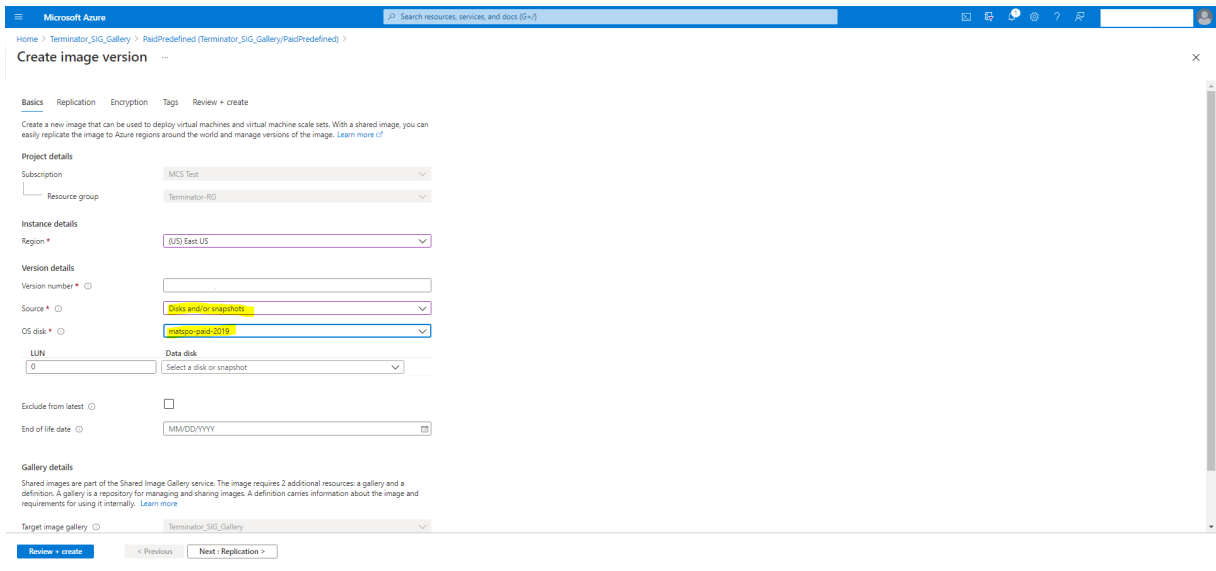 Microsoft Azure
Search resources, services, and docs (G+/)
1
Home > Terminator_SIG_Gallery > PaidPredefined (Terminator_SIG_Gallery/PaidPredefined) >
Create image version ...
Basics Replication Encryption Tags Review + create
Create a new image that can be used to deploy virtual machines and virtual machine scale sets. With a shared image, you can
easily replicate the image to Azure regions around the world and manage versions of the image. Learn more
Project details
Subscription MCS Test
Resource group Terminator-RG
Instance details
Region * (US) East US
Version details
Version number *
Source * Disks and/or snapshots
OS disk * matspo-paid-2019
LUN Data disk
0 Select a disk or snapshot
Exclude from latest
End of life date MM/DD/YYYY
Gallery details
Shared images are part of the Shared Image Gallery service. The image requires 2 additional resources: a gallery and a
definition. A gallery is a repository for managing and sharing images. A definition carries information about the image and
requirements for using it internally. Learn more
Target image gallery Terminator_SIG_Gallery
Review + create < Previous Next : Replication >